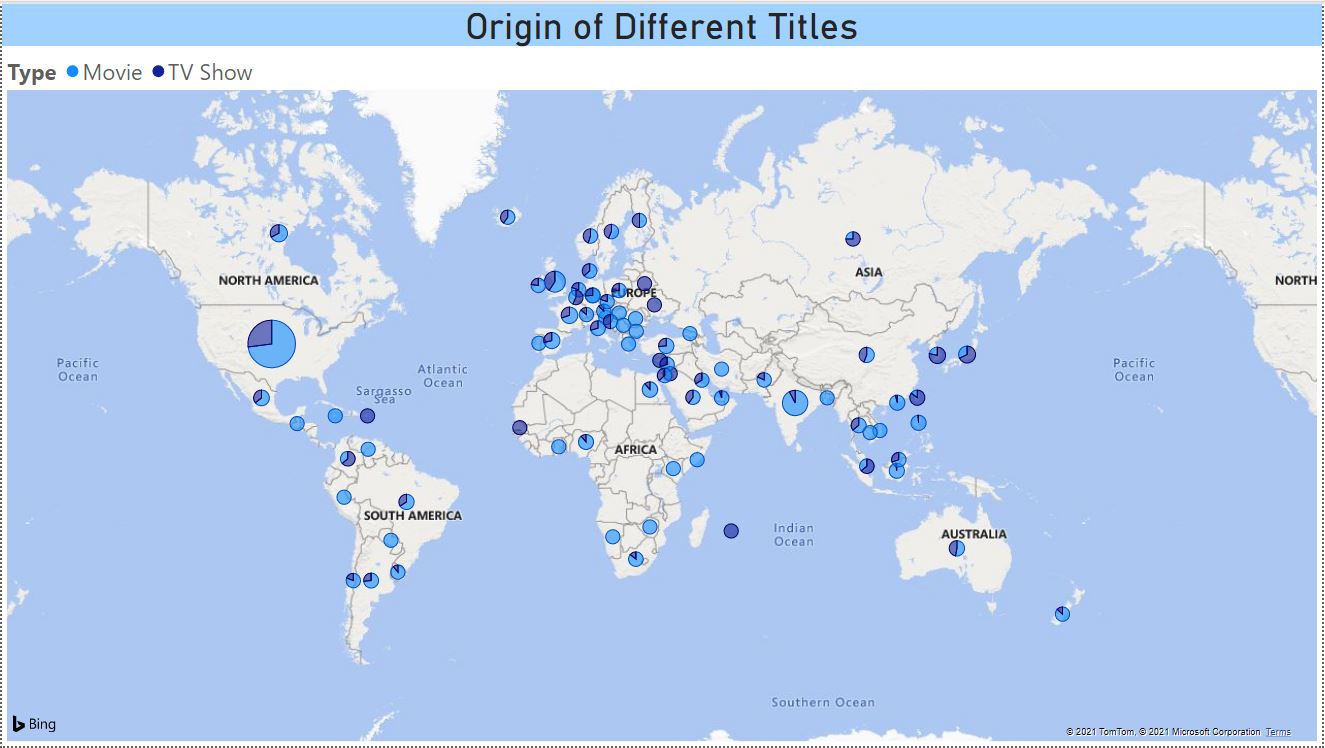 Origin of Different Titles
Type Movie TV Show
NORTH AMERICA
ASIA
NORTH
Pacific
Ocean
Atlantic
Ocean
Sargasso
Sea
Pacific
Ocean
UROPE
AFRICA
SOUTH AMERICA
Indian
Ocean
AUSTRALIA
Southern Ocean
Bing
© 2021 TomTom, © 2021 Microsoft Corporation Terms